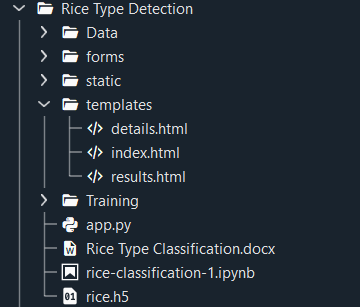 Rice Type Detection
Data
forms
static
templates
details.html
index.html
results.html
Training
app.py
Rice Type Classification.docx
rice-classification-1.ipynb
rice.h5